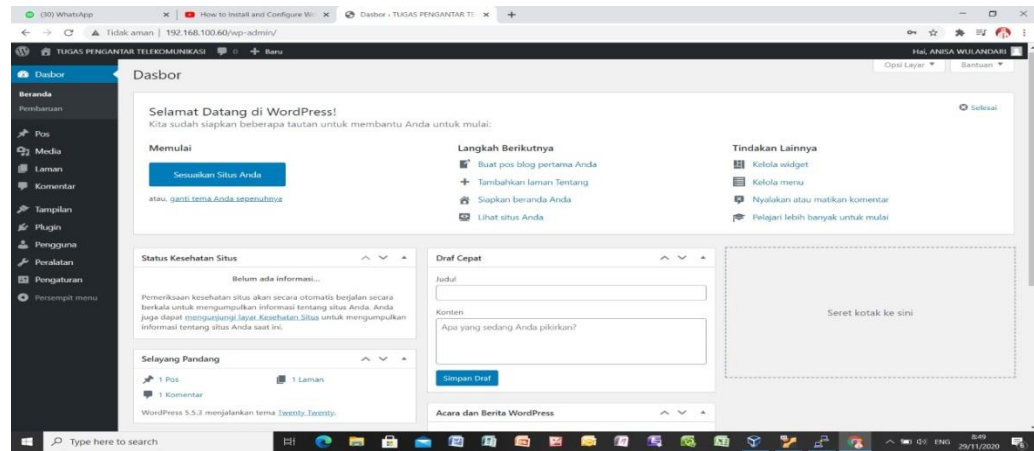 (30) WhatsApp
How to Install and Configure Wo
Dasbor ‹ TUGAS PENGANTAR TE
Tidak aman | 192.168.100.60/wp-admin/
TUGAS PENGANTAR TELEKOMUNIKASI 0 + Baru
Hai, ANISA WULANDARI
Dasbor
Beranda
Pembaruan
Pos
Media
Laman
Komentar
Tampilan
Plugin
Pengguna
Peralatan
Pengaturan
Persempit menu
Dasbor
Opsi Layar
Bantuan
Selamat Datang di WordPress!
Kita sudah siapkan beberapa tautan untuk membantu Anda untuk mulai:
Selesai
Memulai
Sesuaikan Situs Anda
atau, ganti tema Anda sepenuhnya
Langkah Berikutnya
Buat pos blog pertama Anda
Tambahkan laman Tentang
Siapkan beranda Anda
Lihat situs Anda
Tindakan Lainnya
Kelola widget
Kelola menu
Nyalakan atau matikan komentar
Pelajari lebih banyak untuk mulai
Status Kesehatan Situs
Belum ada informasi...
Pemeriksaan kesehatan situs akan secara otomatis berjalan secara
berkala untuk mengumpulkan informasi tentang situs Anda. Anda
juga dapat mengunjungi layar Kesehatan Situs untuk mengumpulkan
informasi tentang situs Anda saat ini.
Selayang Pandang
1 Pos
1 Laman
1 Komentar
WordPress 5.5.3 menjalankan tema Twenty Twenty.
Draf Cepat
Judul
Konten
Apa yang sedang Anda pikirkan?
Simpan Draf
Acara dan Berita WordPress
Seret kotak ke sini
Type here to search
ENG
8:49
29/11/2020